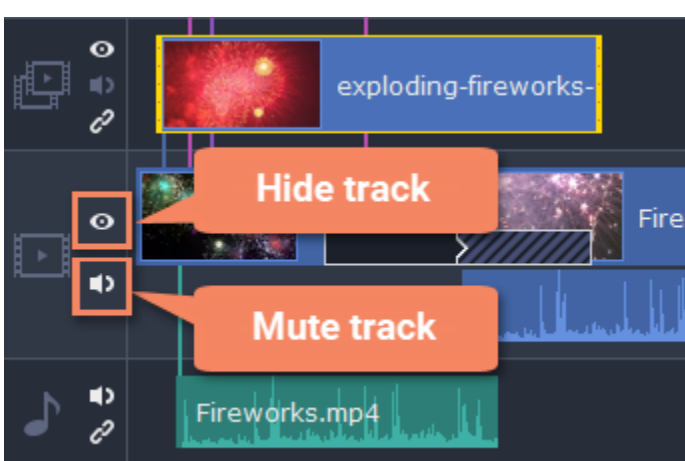 exploding-fireworks-
Hide track
Fire
Mute track
Fireworks.mp4